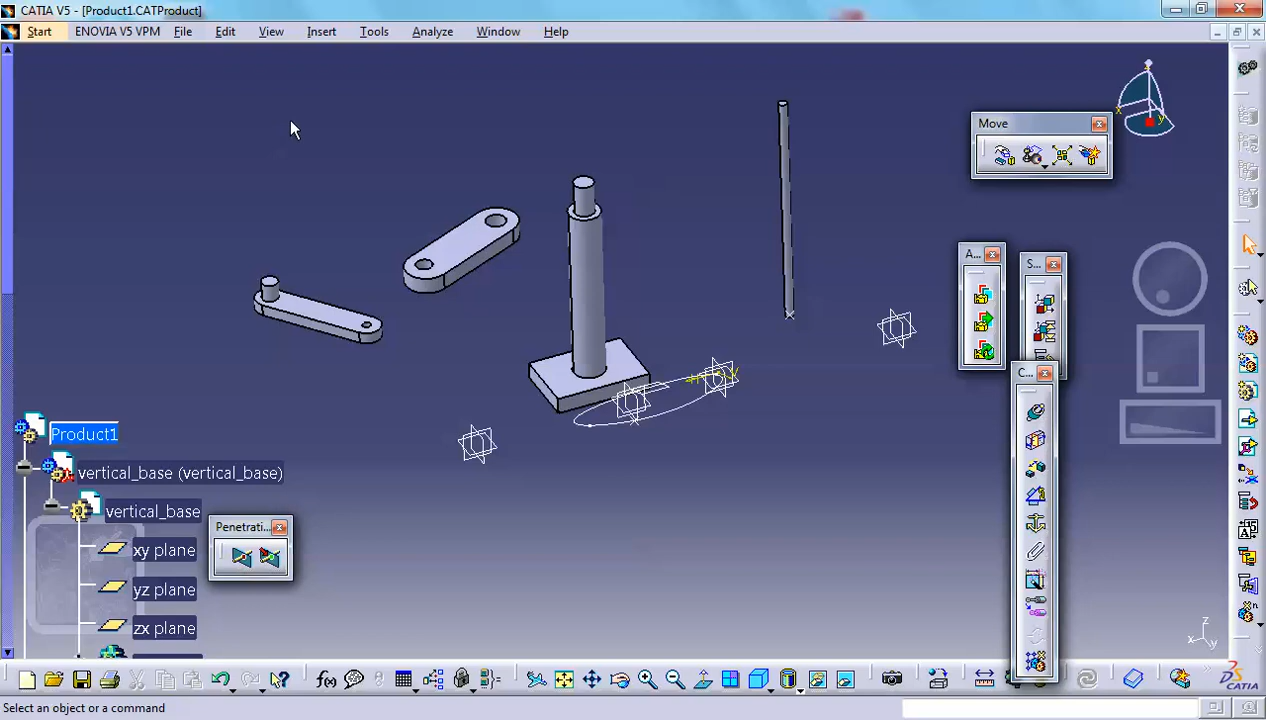 CATIA V5 - [Product1.CATProduct]
Start ENOVIA V5 VPM File Edit View Insert Tools Analyze Window Help
Move
A...
S...
C...
Product1
vertical_base (vertical_base)
vertical_base
Penetrati...
xy plane
yz plane
zx plane
f(x)
z
x
y
CATIA
Select an object or a command